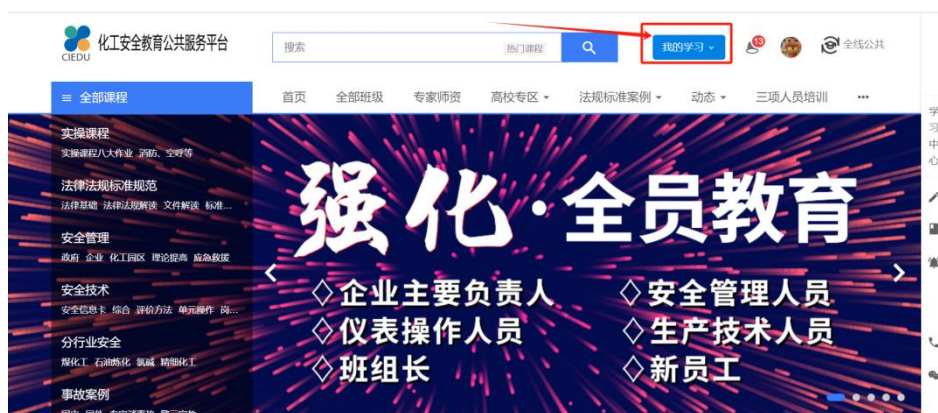 化工安全教育公共服务平台
CIEDU
搜索
热门课程
我的学习
13
全线公共
≡ 全部课程
首页 全部班级 专家师资 高校专区 法规标准案例 动态 三项人员培训 •••
实操课程
实操课程八大作业 消防、空呼等
法律法规标准规范
法律基础 法律法规解读 文件解读 标准...
安全管理
政府 企业 化工园区 理论提高 应急救援
安全技术
安全信息卡 综合 评价方法 单元操作 岗...
分行业安全
煤化工 石油炼化 氯碱 精细化工
事故案例
强化·全员教育
◇企业主要负责人 ◇安全管理人员
◇仪表操作人员 ◇生产技术人员
◇班组长 ◇新员工
学
习
中
心